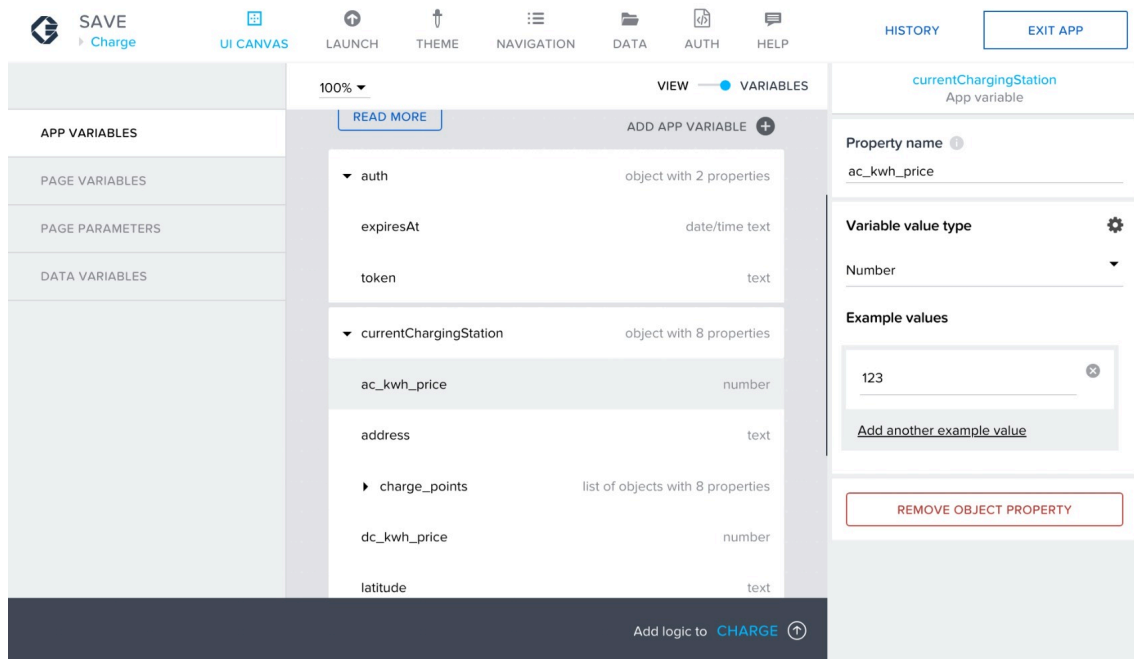 SAVE
Charge
UI CANVAS
LAUNCH
THEME
NAVIGATION
DATA
AUTH
HELP
HISTORY
EXIT APP
APP VARIABLES
PAGE VARIABLES
PAGE PARAMETERS
DATA VARIABLES
100%
VIEW VARIABLES
READ MORE
ADD APP VARIABLE
auth object with 2 properties
expiresAt date/time text
token text
currentChargingStation object with 8 properties
ac_kwh_price number
address text
charge_points list of objects with 8 properties
dc_kwh_price number
latitude text
Add logic to CHARGE
currentChargingStation
App variable
Property name
ac_kwh_price
Variable value type
Number
Example values
123
Add another example value
REMOVE OBJECT PROPERTY